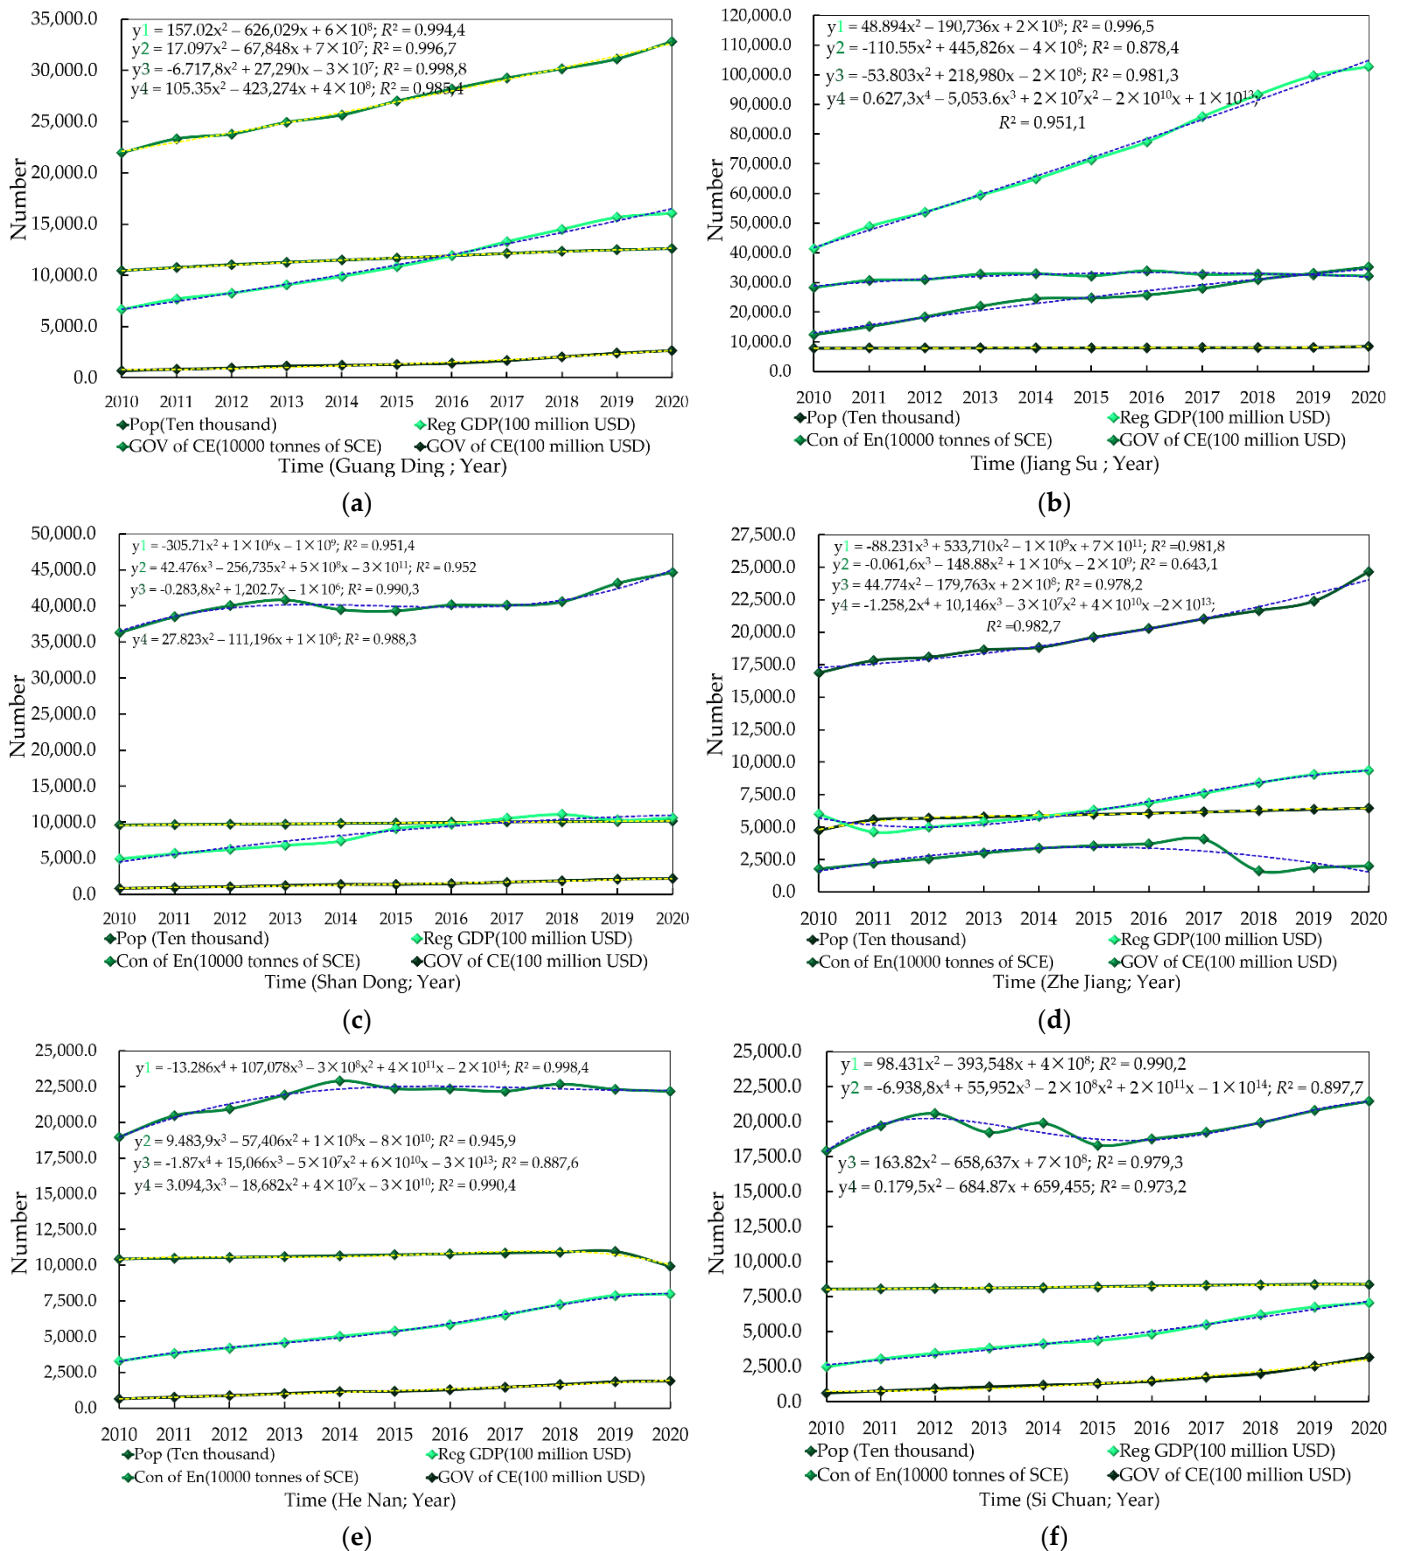 y1 = 157.02x² − 626,029x + 6×10⁸; R² = 0.994,4
y2 = 17.097x² − 67,848x + 7×10⁷; R² = 0.996,7
y3 = -6.717,8x² + 27,290x − 3×10⁷; R² = 0.998,8
y4 = 105.35x² − 423,274x + 4×10⁸; R² = 0.985,4
35,000.0
30,000.0
25,000.0
20,000.0
15,000.0
10,000.0
5,000.0
0.0
Number
2010 2011 2012 2013 2014 2015 2016 2017 2018 2019 2020
Pop(Ten thousand) Reg GDP(100 million USD)
GOV of CE(10000 tonnes of SCE) GOV of CE(100 million USD)
Time (Guang Ding ; Year)
(a)
y1 = 48.894x² − 190,736x + 2×10⁸; R² = 0.996,5
y2 = -110.55x² + 445,826x − 4×10⁸; R² = 0.878,4
y3 = -53.803x² + 218,980x − 2×10⁸; R² = 0.981,3
y4 = 0.627,3x⁴ − 5,053.6x³ + 2×10⁷x² − 2×10¹⁰x + 1×10¹³;
R² = 0.951,1
120,000.0
110,000.0
100,000.0
90,000.0
80,000.0
70,000.0
60,000.0
50,000.0
40,000.0
30,000.0
20,000.0
10,000.0
0.0
Number
2010 2011 2012 2013 2014 2015 2016 2017 2018 2019 2020
Pop (Ten thousand) Reg GDP(100 million USD)
Con of En(10000 tonnes of SCE) GOV of CE(100 million USD)
Time (Jiang Su ; Year)
(b)
y1 = -305.71x² + 1×10⁶x − 1×10⁹; R² = 0.951,4
y2 = 42.476x³ − 256,735x² + 5×10⁸x − 3×10¹¹; R² = 0.952
y3 = -0.283,8x² + 1,202.7x − 1×10⁶; R² = 0.990,3
y4 = 27.823x² − 111,196x + 1×10⁸; R² = 0.988,3
50,000.0
45,000.0
40,000.0
35,000.0
30,000.0
25,000.0
20,000.0
15,000.0
10,000.0
5,000.0
0.0
Number
2010 2011 2012 2013 2014 2015 2016 2017 2018 2019 2020
Pop (Ten thousand) Reg GDP(100 million USD)
Con of En(10000 tonnes of SCE) GOV of CE(100 million USD)
Time (Shan Dong; Year)
(c)
y1 = -88.231x³ + 533,710x² − 1×10⁹x + 7×10¹¹; R² =0.981,8
y2 = -0.061,6x³ − 148.88x² + 1×10⁶x − 2×10⁹; R² = 0.643,1
y3 = 44.774x² − 179,763x + 2×10⁸; R² = 0.978,2
y4 = -1.258,2x⁴ + 10,146x³ − 3×10⁷x² + 4×10¹⁰x −2×10¹³;
R² =0.982,7
27,500.0
25,000.0
22,500.0
20,000.0
17,500.0
15,000.0
12,500.0
10,000.0
7,500.0
5,000.0
2,500.0
0.0
Number
2010 2011 2012 2013 2014 2015 2016 2017 2018 2019 2020
Pop (Ten thousand) Reg GDP(100 million USD)
Con of En(10000 tonnes of SCE) GOV of CE(100 million USD)
Time (Zhe Jiang; Year)
(d)
y1 = -13.286x⁴ + 107,078x³ − 3×10⁸x² + 4×10¹¹x − 2×10¹⁴; R² = 0.998,4
y2 = 9.483,9x³ − 57,406x² + 1×10⁸x − 8×10¹⁰; R² = 0.945,9
y3 = -1.87x⁴ + 15,066x³ − 5×10⁷x² + 6×10¹⁰x − 3×10¹³; R² = 0.887,6
y4 = 3.094,3x³ − 18,682x² + 4×10⁷x − 3×10¹⁰; R² = 0.990,4
25,000.0
22,500.0
20,000.0
17,500.0
15,000.0
12,500.0
10,000.0
7,500.0
5,000.0
2,500.0
0.0
Number
2010 2011 2012 2013 2014 2015 2016 2017 2018 2019 2020
Pop (Ten thousand) Reg GDP(100 million USD)
Con of En(10000 tonnes of SCE) GOV of CE(100 million USD)
Time (He Nan; Year)
(e)
y1 = 98.431x² − 393,548x + 4×10⁸; R² = 0.990,2
y2 = -6.938,8x⁴ + 55,952x³ − 2×10⁸x² + 2×10¹¹x − 1×10¹⁴; R² = 0.897,7
y3 = 163.82x² − 658,637x + 7×10⁸; R² = 0.979,3
y4 = 0.179,5x² − 684.87x + 659,455; R² = 0.973,2
25,000.0
22,500.0
20,000.0
17,500.0
15,000.0
12,500.0
10,000.0
7,500.0
5,000.0
2,500.0
0.0
Number
2010 2011 2012 2013 2014 2015 2016 2017 2018 2019 2020
Pop (Ten thousand) Reg GDP(100 million USD)
Con of En(10000 tonnes of SCE) GOV of CE(100 million USD)
Time (Si Chuan; Year)
(f)